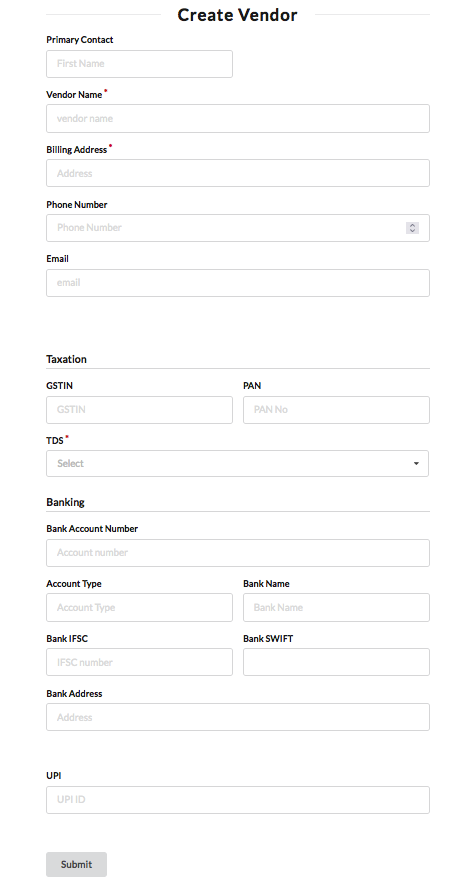 Create Vendor
Primary Contact
First Name
Vendor Name *
vendor name
Billing Address *
Address
Phone Number
Phone Number
Email
email
Taxation
GSTIN PAN
GSTIN PAN No
TDS *
Select
Banking
Bank Account Number
Account number
Account Type Bank Name
Account Type Bank Name
Bank IFSC Bank SWIFT
IFSC number
Bank Address
Address
UPI
UPI ID
Submit